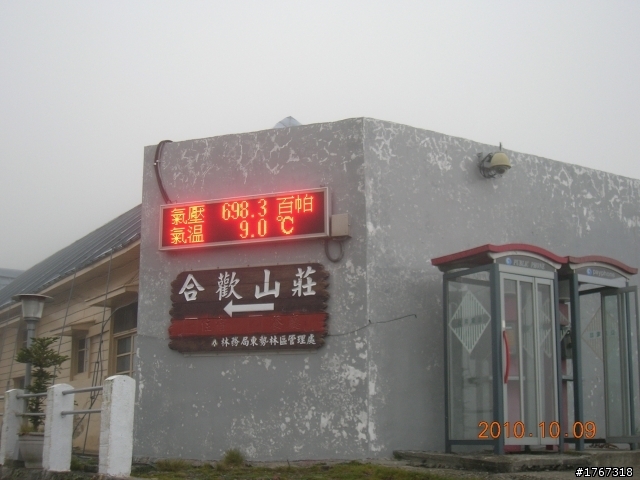 氣壓 698.3 百帕
氣溫 9.0 ℃
合歡山莊
林務局東勢林區管理處
2010.10.09
#1767318